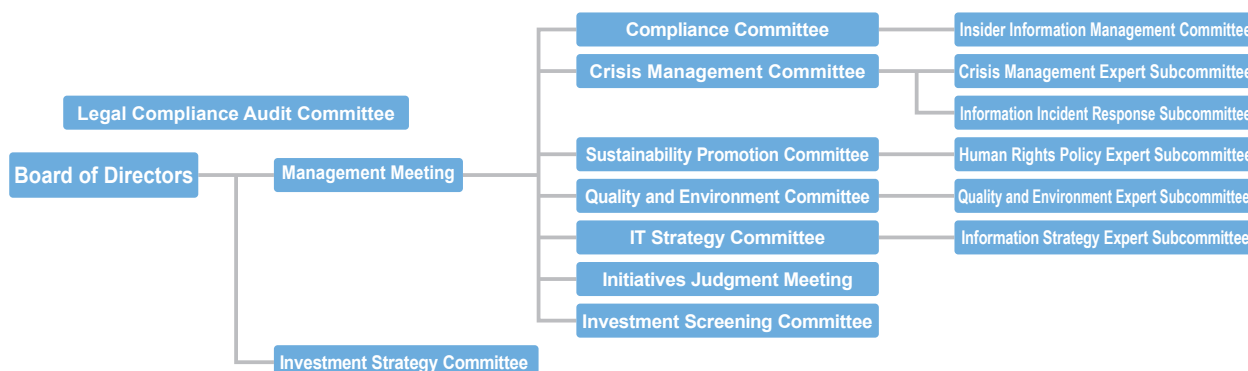 Compliance Committee
Insider Information Management Committee
Crisis Management Committee
Crisis Management Expert Subcommittee
Legal Compliance Audit Committee
Information Incident Response Subcommittee
Board of Directors
Management Meeting
Sustainability Promotion Committee
Human Rights Policy Expert Subcommittee
Quality and Environment Committee
Quality and Environment Expert Subcommittee
IT Strategy Committee
Information Strategy Expert Subcommittee
Initiatives Judgment Meeting
Investment Screening Committee
Investment Strategy Committee